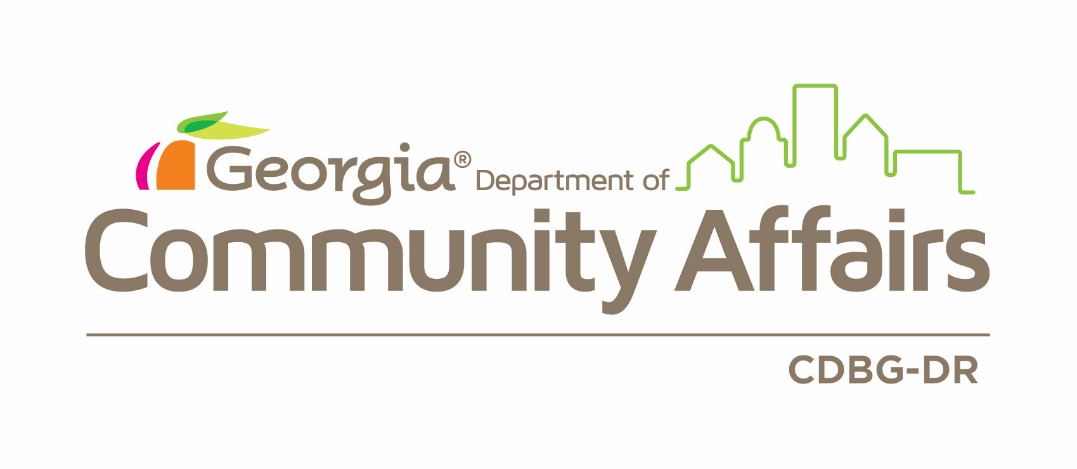 Georgia® Department of
Community Affairs
CDBG-DR